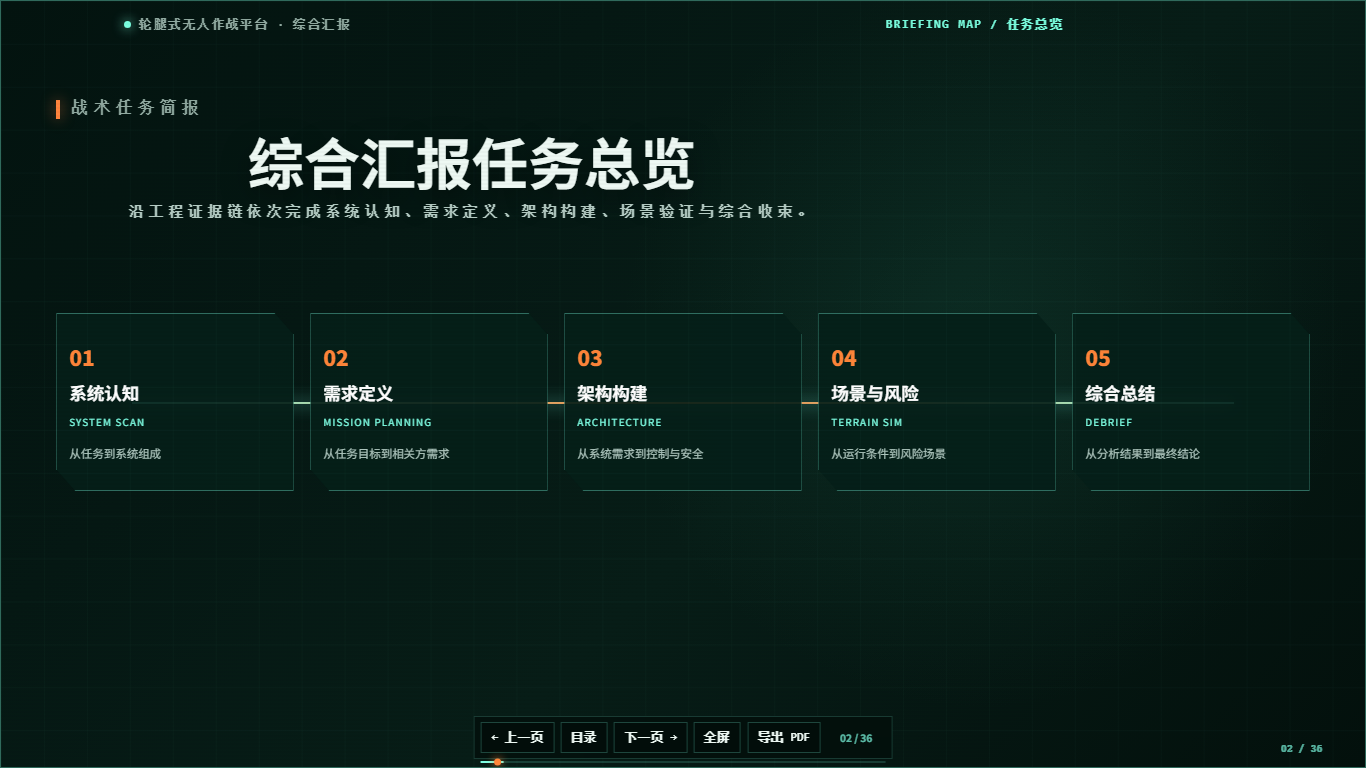 轮腿式无人作战平台 · 综合汇报
BRIEFING MAP / 任务总览
战术任务简报
综合汇报任务总览
沿工程证据链依次完成系统认知、需求定义、架构构建、场景验证与综合收束。
01
系统认知
SYSTEM SCAN
从任务到系统组成
02
需求定义
MISSION PLANNING
从任务目标到相关方需求
03
架构构建
ARCHITECTURE
从系统需求到控制与安全
04
场景与风险
TERRAIN SIM
从运行条件到风险场景
05
综合总结
DEBRIEF
从分析结果到最终结论
← 上一页
目录
下一页 →
全屏
导出 PDF
02/36
02 / 36